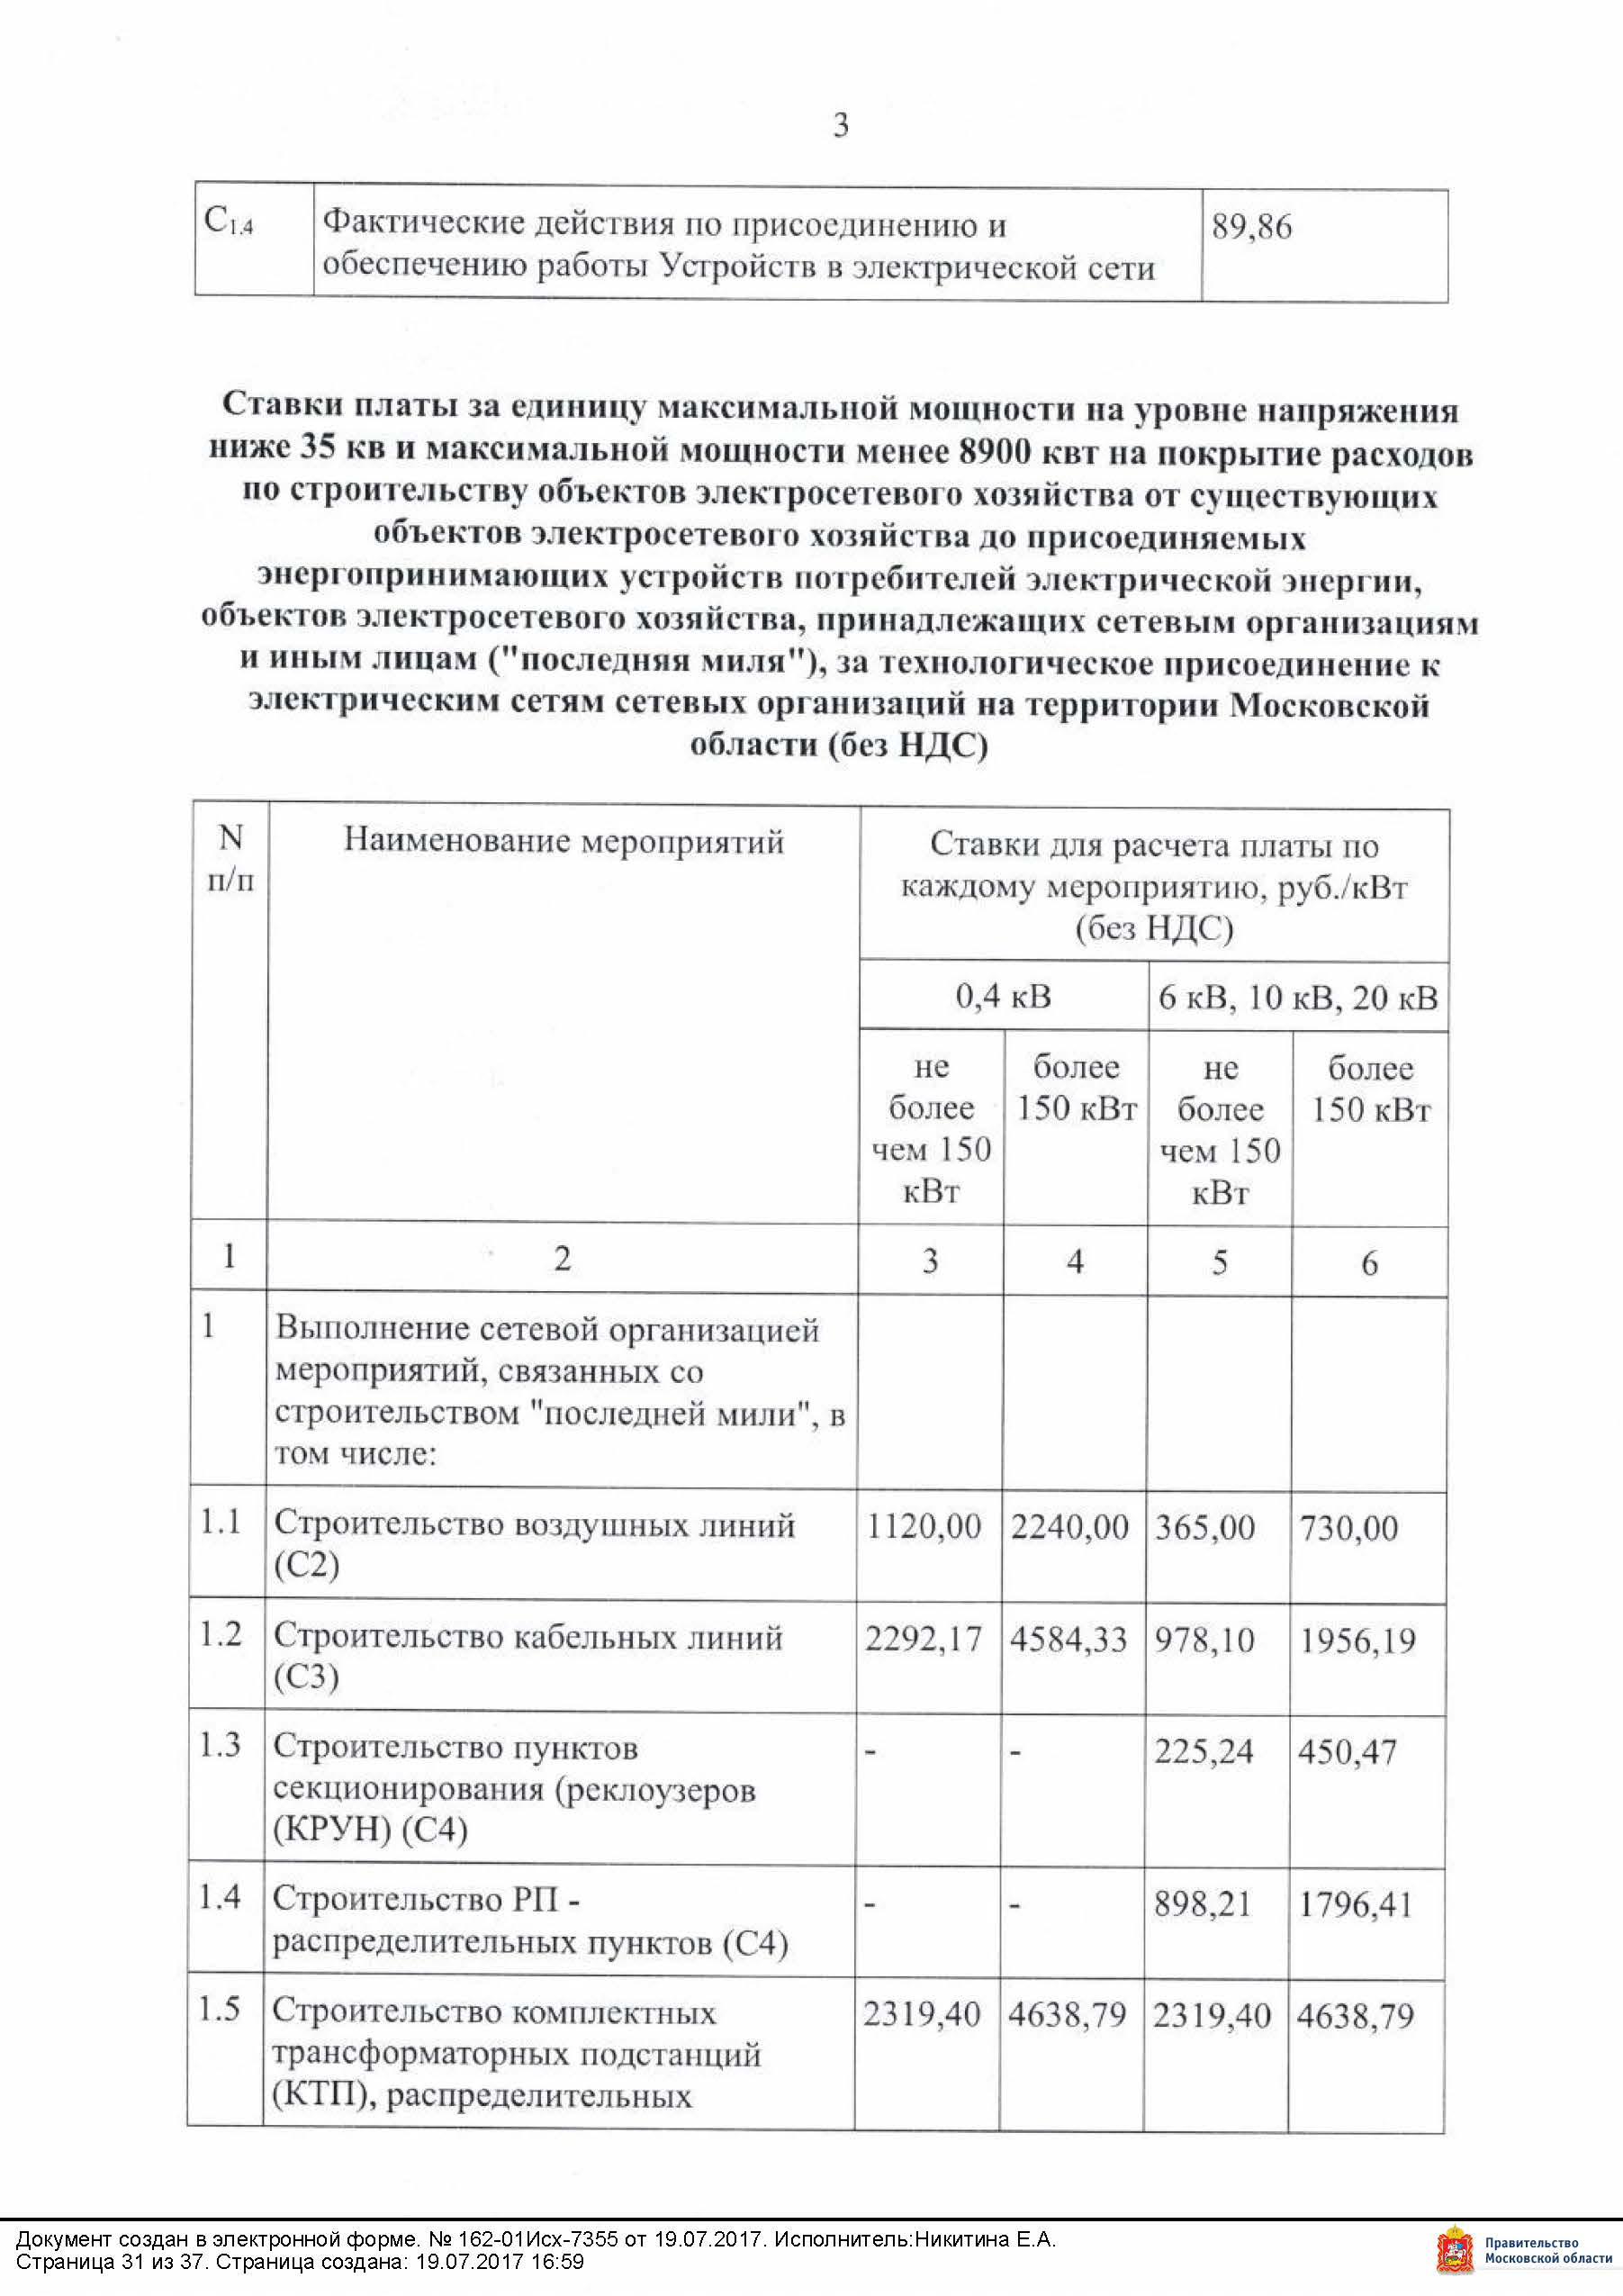 3
С1.4
Фактические действия по присоединению и
обеспечению работы Устройств в электрической сети
89,86
Ставки платы за единицу максимальной мощности на уровне напряжения
ниже 35 кв и максимальной мощности менее 8900 квт на покрытие расходов
по строительству объектов электросетевого хозяйства от существующих
объектов электросетевого хозяйства до присоединяемых
энергопринимающих устройств потребителей электрической энергии,
объектов электросетевого хозяйства, принадлежащих сетевым организациям
и иным лицам ("последняя миля"), за технологическое присоединение к
электрическим сетям сетевых организаций на территории Московской
области (без НДС)
N
п/п
Наименование мероприятий
Ставки для расчета платы по
каждому мероприятию, руб./кВт
(без НДС)
0,4 кВ
6 кВ, 10 кВ, 20 кВ
не
более
чем 150
кВт
более
150 кВт
не
более
чем 150
кВт
более
150 кВт
1 2 3 4 5 6
1
Выполнение сетевой организацией
мероприятий, связанных со
строительством "последней мили", в
том числе:
1.1 Строительство воздушных линий 1120,00 2240,00 365,00 730,00
(С2)
1.2 Строительство кабельных линий 2292,17 4584,33 978,10 1956,19
(С3)
1.3 Строительство пунктов - - 225,24 450,47
секционирования (реклоузеров
(КРУН) (С4)
1.4 Строительство РП - - - 898,21 1796,41
распределительных пунктов (С4)
1.5 Строительство комплектных 2319,40 4638,79 2319,40 4638,79
трансформаторных подстанций
(КТП), распределительных
Документ создан в электронной форме. № 162-01Исх-7355 от 19.07.2017. Исполнитель:Никитина Е.А.
Страница 31 из 37. Страница создана: 19.07.2017 16:59
Правительство
Московской области